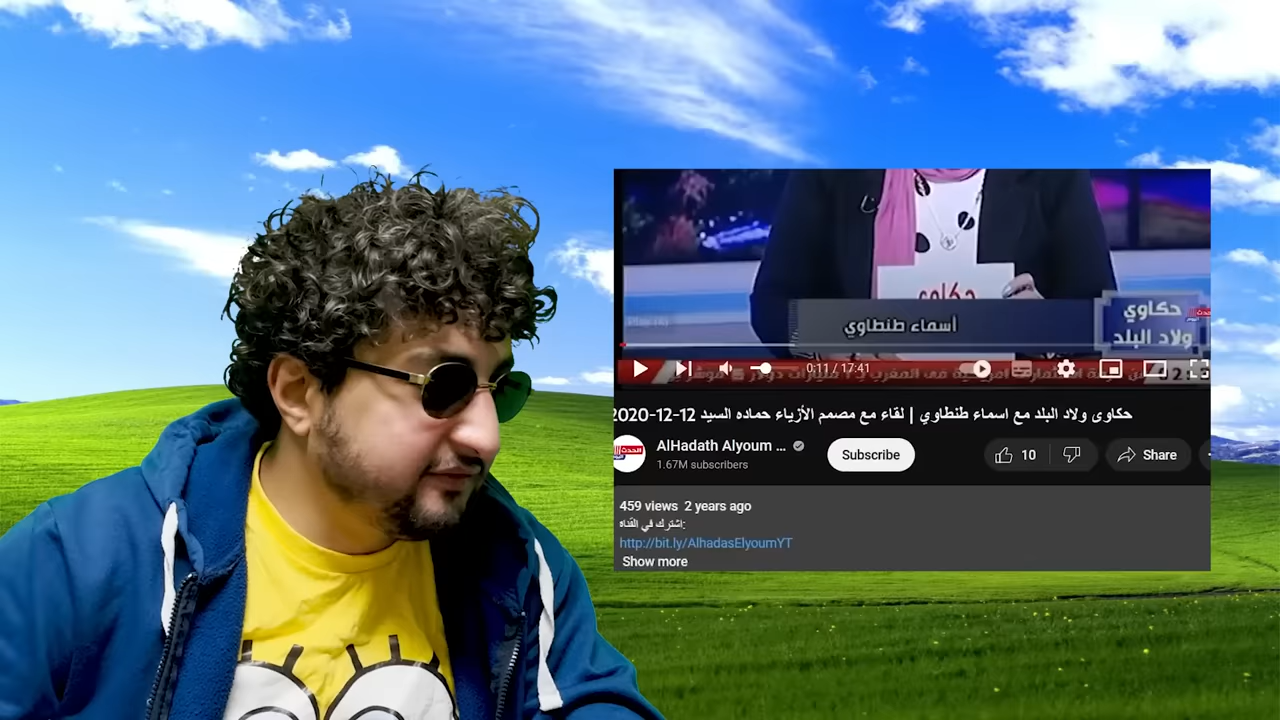 حكاوي
أسماء طنطاوي
حكاوي
ولاد البلد
0:11 / 17:41
حكاوى ولاد البلد مع اسماء طنطاوي | لقاء مع مصمم الأزياء حماده السيد 12-12-2020
الحدث
AlHadath Alyoum ...
1.67M subscribers
Subscribe
10
Share
459 views 2 years ago
اشترك في القناه:
http://bit.ly/AlhadasElyoumYT
Show more